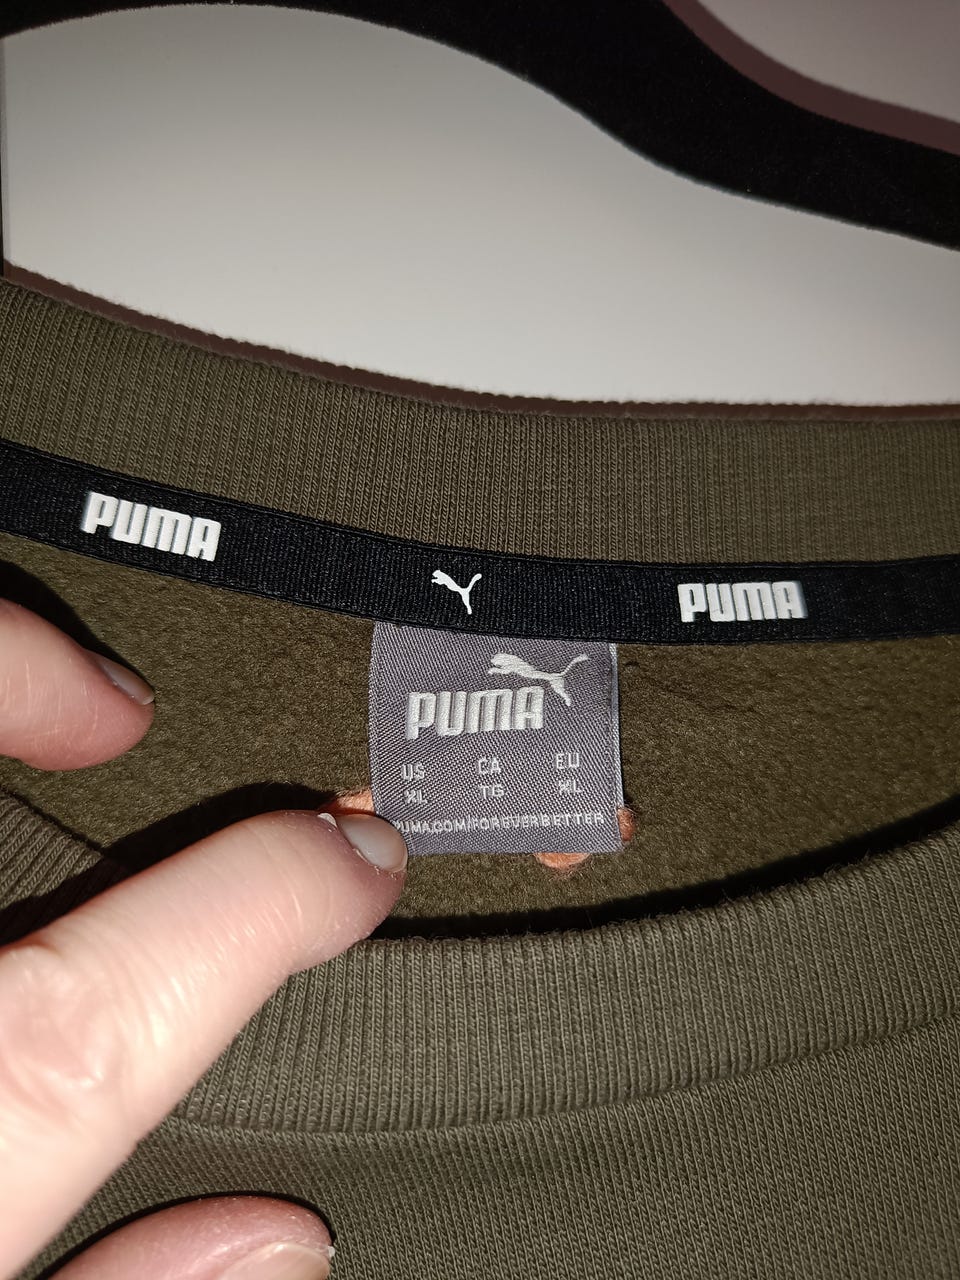 PUMA PUMA
PUMA
US CA EU
XL TG XL
PUMA.COM/FOREVERBETTER